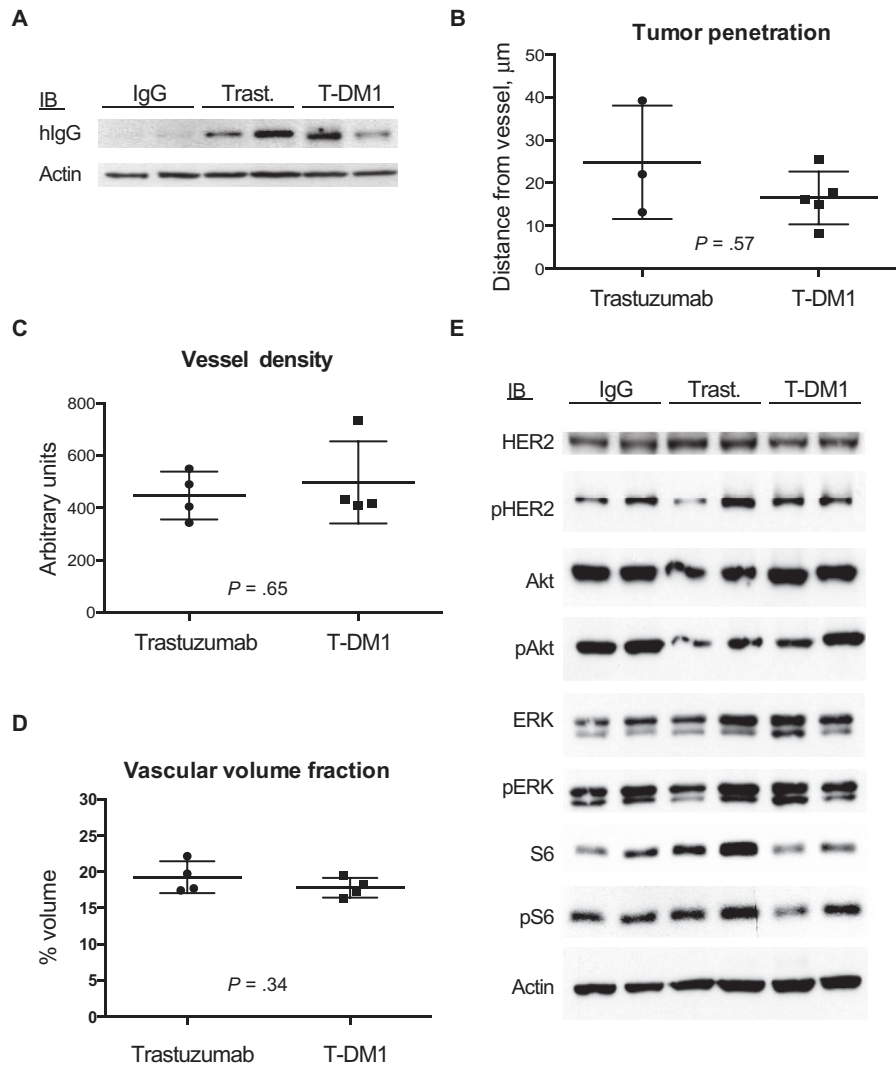 A
IB
IgG
Trast.
T-DM1
hIgG
Actin
B
Tumor penetration
Distance from vessel, µm
50
40
30
20
10
0
P = .57
Trastuzumab
T-DM1
C
Vessel density
Arbitrary units
800
600
400
200
0
P = .65
Trastuzumab
T-DM1
D
Vascular volume fraction
% volume
30
25
20
15
10
5
0
P = .34
Trastuzumab
T-DM1
E
IB
IgG
Trast.
T-DM1
HER2
pHER2
Akt
pAkt
ERK
pERK
S6
pS6
Actin